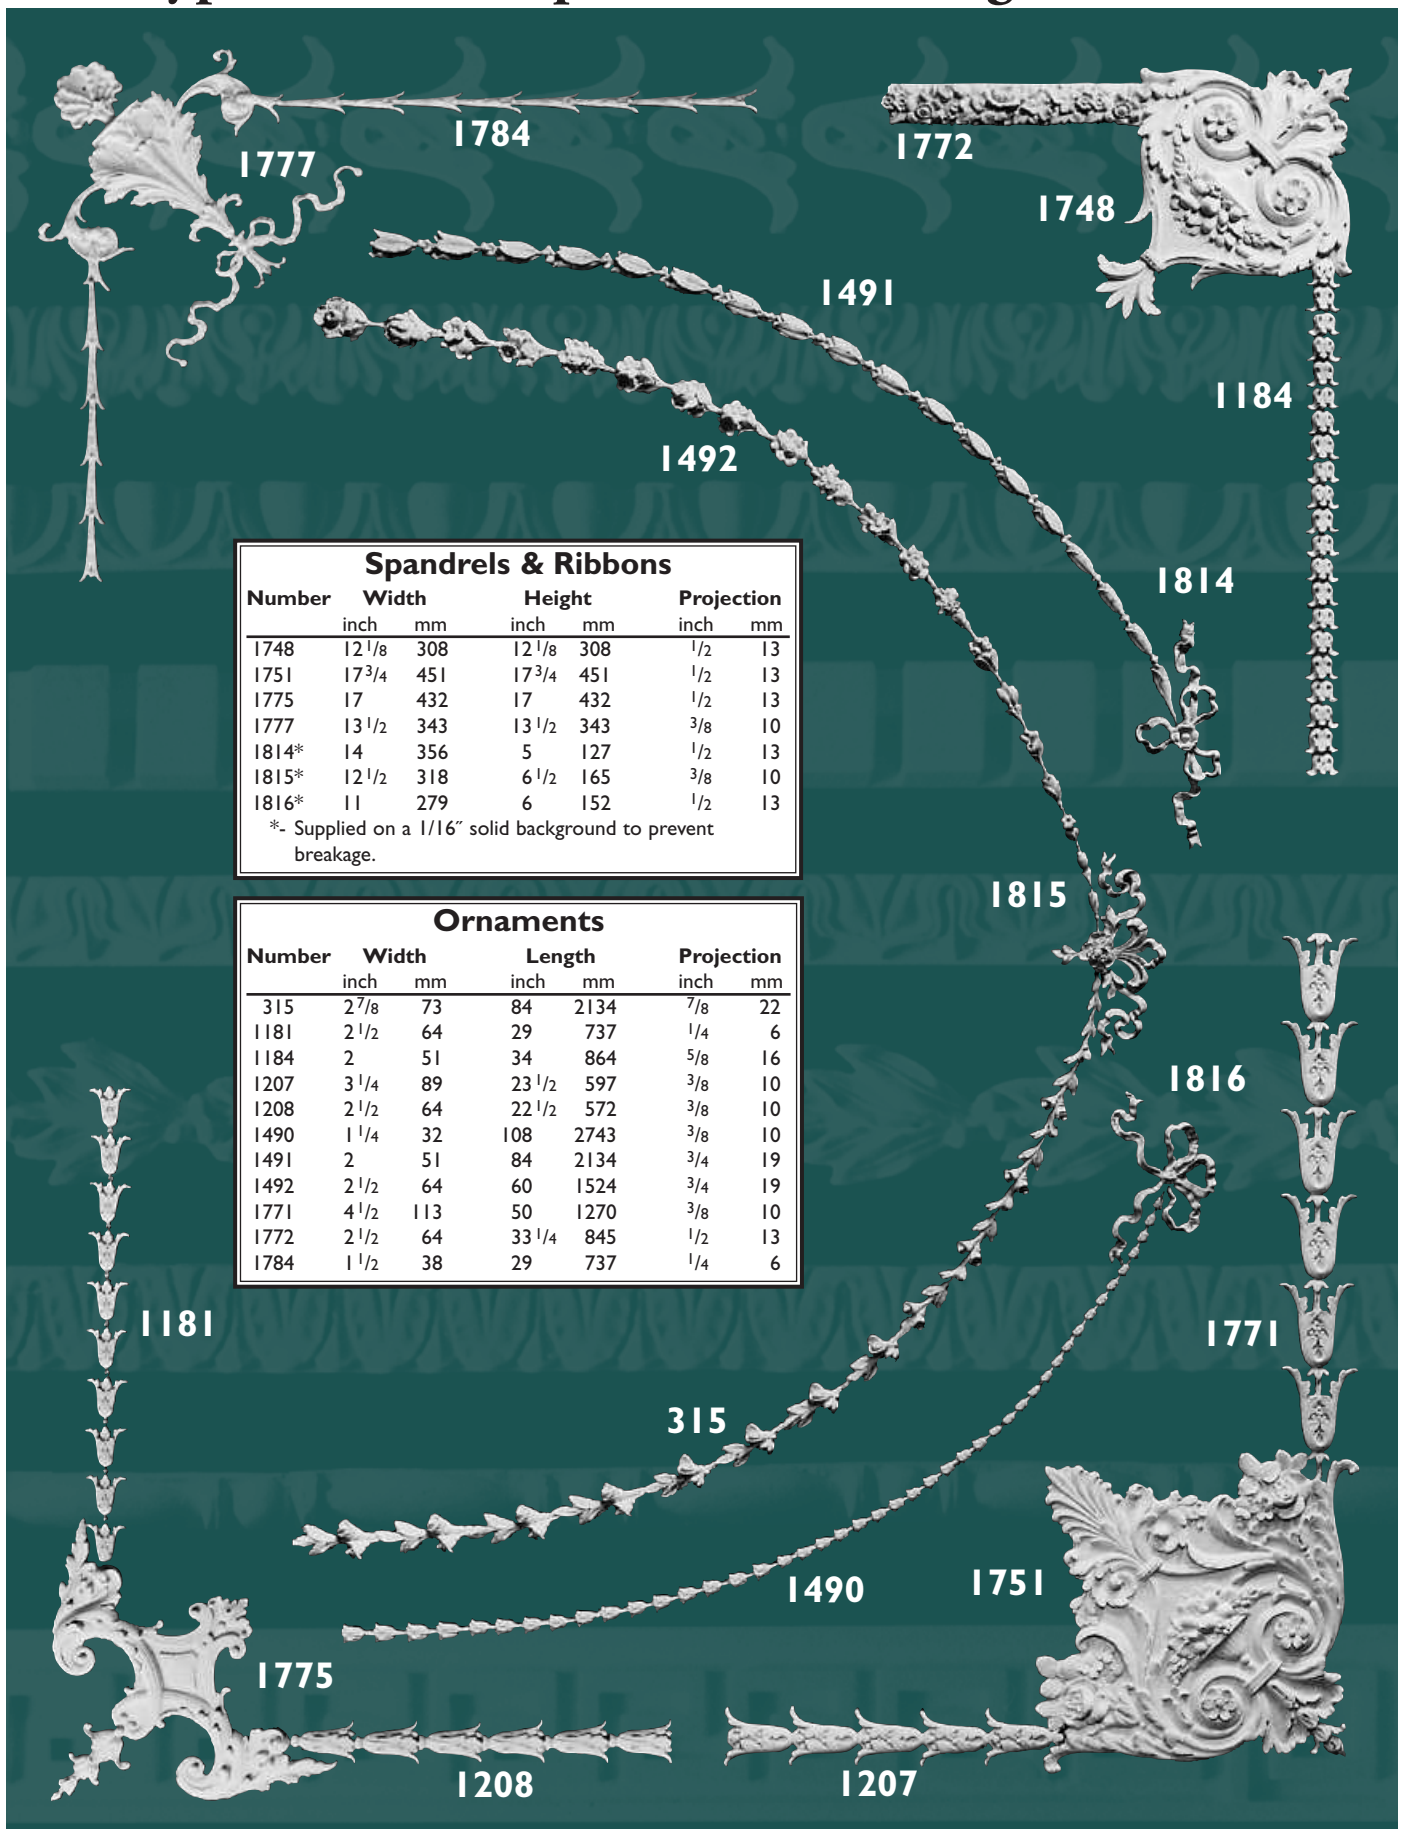 1784
1777
1772
1748
1491
1184
1492
1814
Spandrels & Ribbons
Number Width Height Projection
inch mm inch mm inch mm
1748 12 1/8 308 12 1/8 308 1/2 13
1751 17 3/4 451 17 3/4 451 1/2 13
1775 17 432 17 432 1/2 13
1777 13 1/2 343 13 1/2 343 3/8 10
1814* 14 356 5 127 1/2 13
1815* 12 1/2 318 6 1/2 165 3/8 10
1816* 11 279 6 152 1/2 13
*- Supplied on a 1/16″ solid background to prevent
breakage.
1815
Ornaments
Number Width Length Projection
inch mm inch mm inch mm
315 2 7/8 73 84 2134 7/8 22
1181 2 1/2 64 29 737 1/4 6
1184 2 51 34 864 5/8 16
1207 3 1/4 89 23 1/2 597 3/8 10
1208 2 1/2 64 22 1/2 572 3/8 10
1490 1 1/4 32 108 2743 3/8 10
1491 2 51 84 2134 3/4 19
1492 2 1/2 64 60 1524 3/4 19
1771 4 1/2 113 50 1270 3/8 10
1772 2 1/2 64 33 1/4 845 1/2 13
1784 1 1/2 38 29 737 1/4 6
1816
1181
1771
315
1490
1751
1775
1208
1207